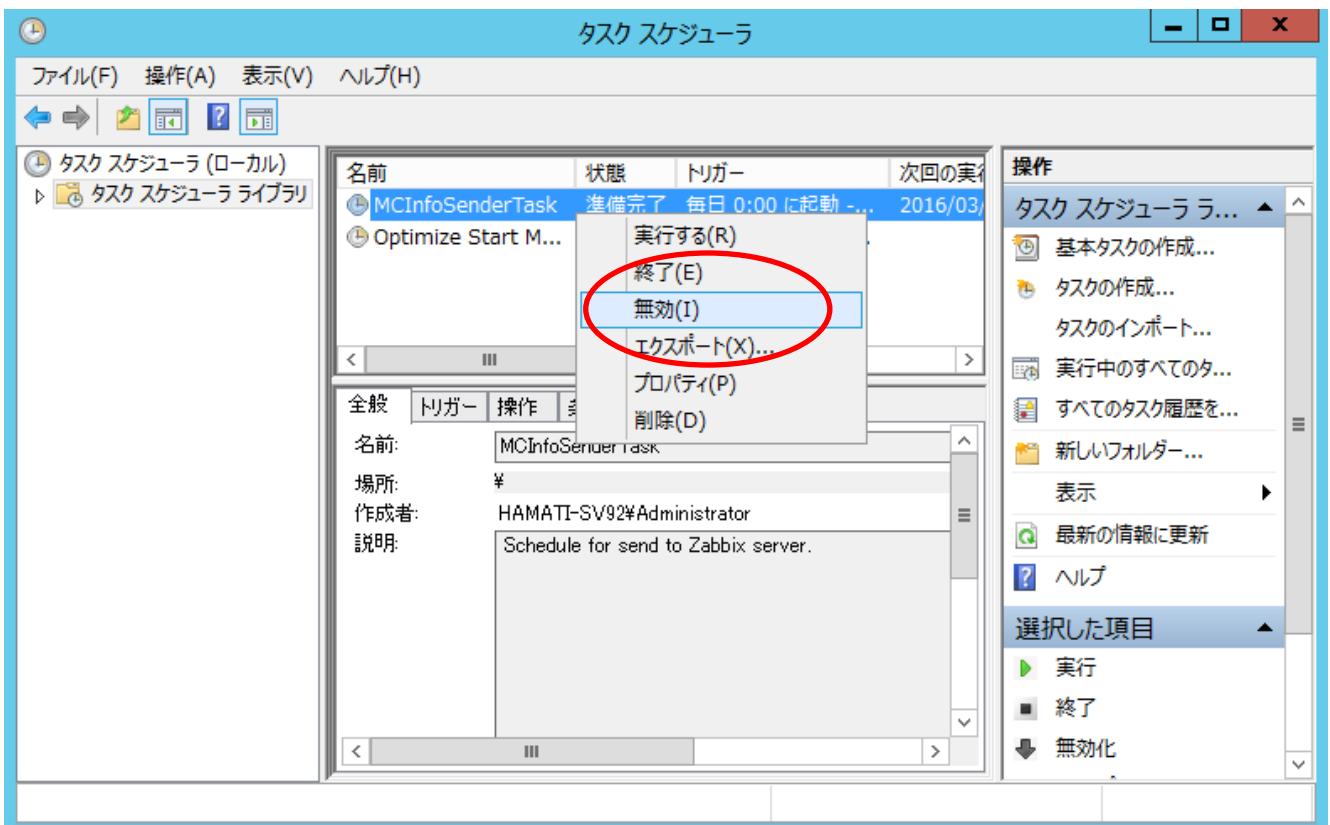 タスク スケジューラ
ファイル(F) 操作(A) 表示(V) ヘルプ(H)
タスク スケジューラ (ローカル)
タスク スケジューラ ライブラリ
名前 状態 トリガー 次回の実行
MCInfoSenderTask 準備完了 毎日 0:00 に起動 -... 2016/03/
Optimize Start M...
実行する(R)
終了(E)
無効(I)
エクスポート(X)...
プロパティ(P)
削除(D)
全般 トリガー 操作
名前: MCInfoSenderTask
場所: ¥
作成者: HAMATI-SV92¥Administrator
説明: Schedule for send to Zabbix server.
操作
タスク スケジューラ ラ...
基本タスクの作成...
タスクの作成...
タスクのインポート...
実行中のすべてのタ...
すべてのタスク履歴を...
新しいフォルダー...
表示
最新の情報に更新
ヘルプ
選択した項目
実行
終了
無効化